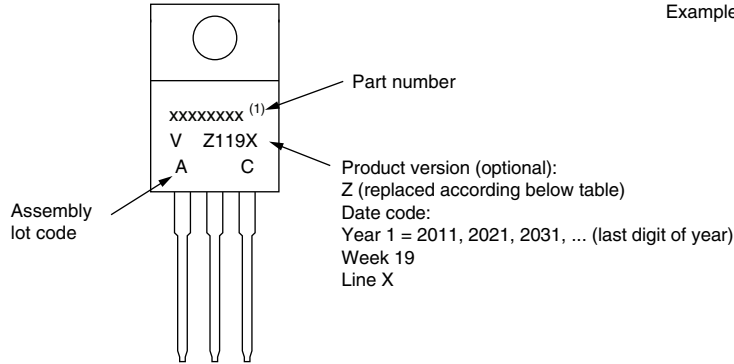 Example
Part number
xxxxxxxx (1)
V Z119X
A C
Assembly
lot code
Product version (optional):
Z (replaced according below table)
Date code:
Year 1 = 2011, 2021, 2031, ... (last digit of year)
Week 19
Line X